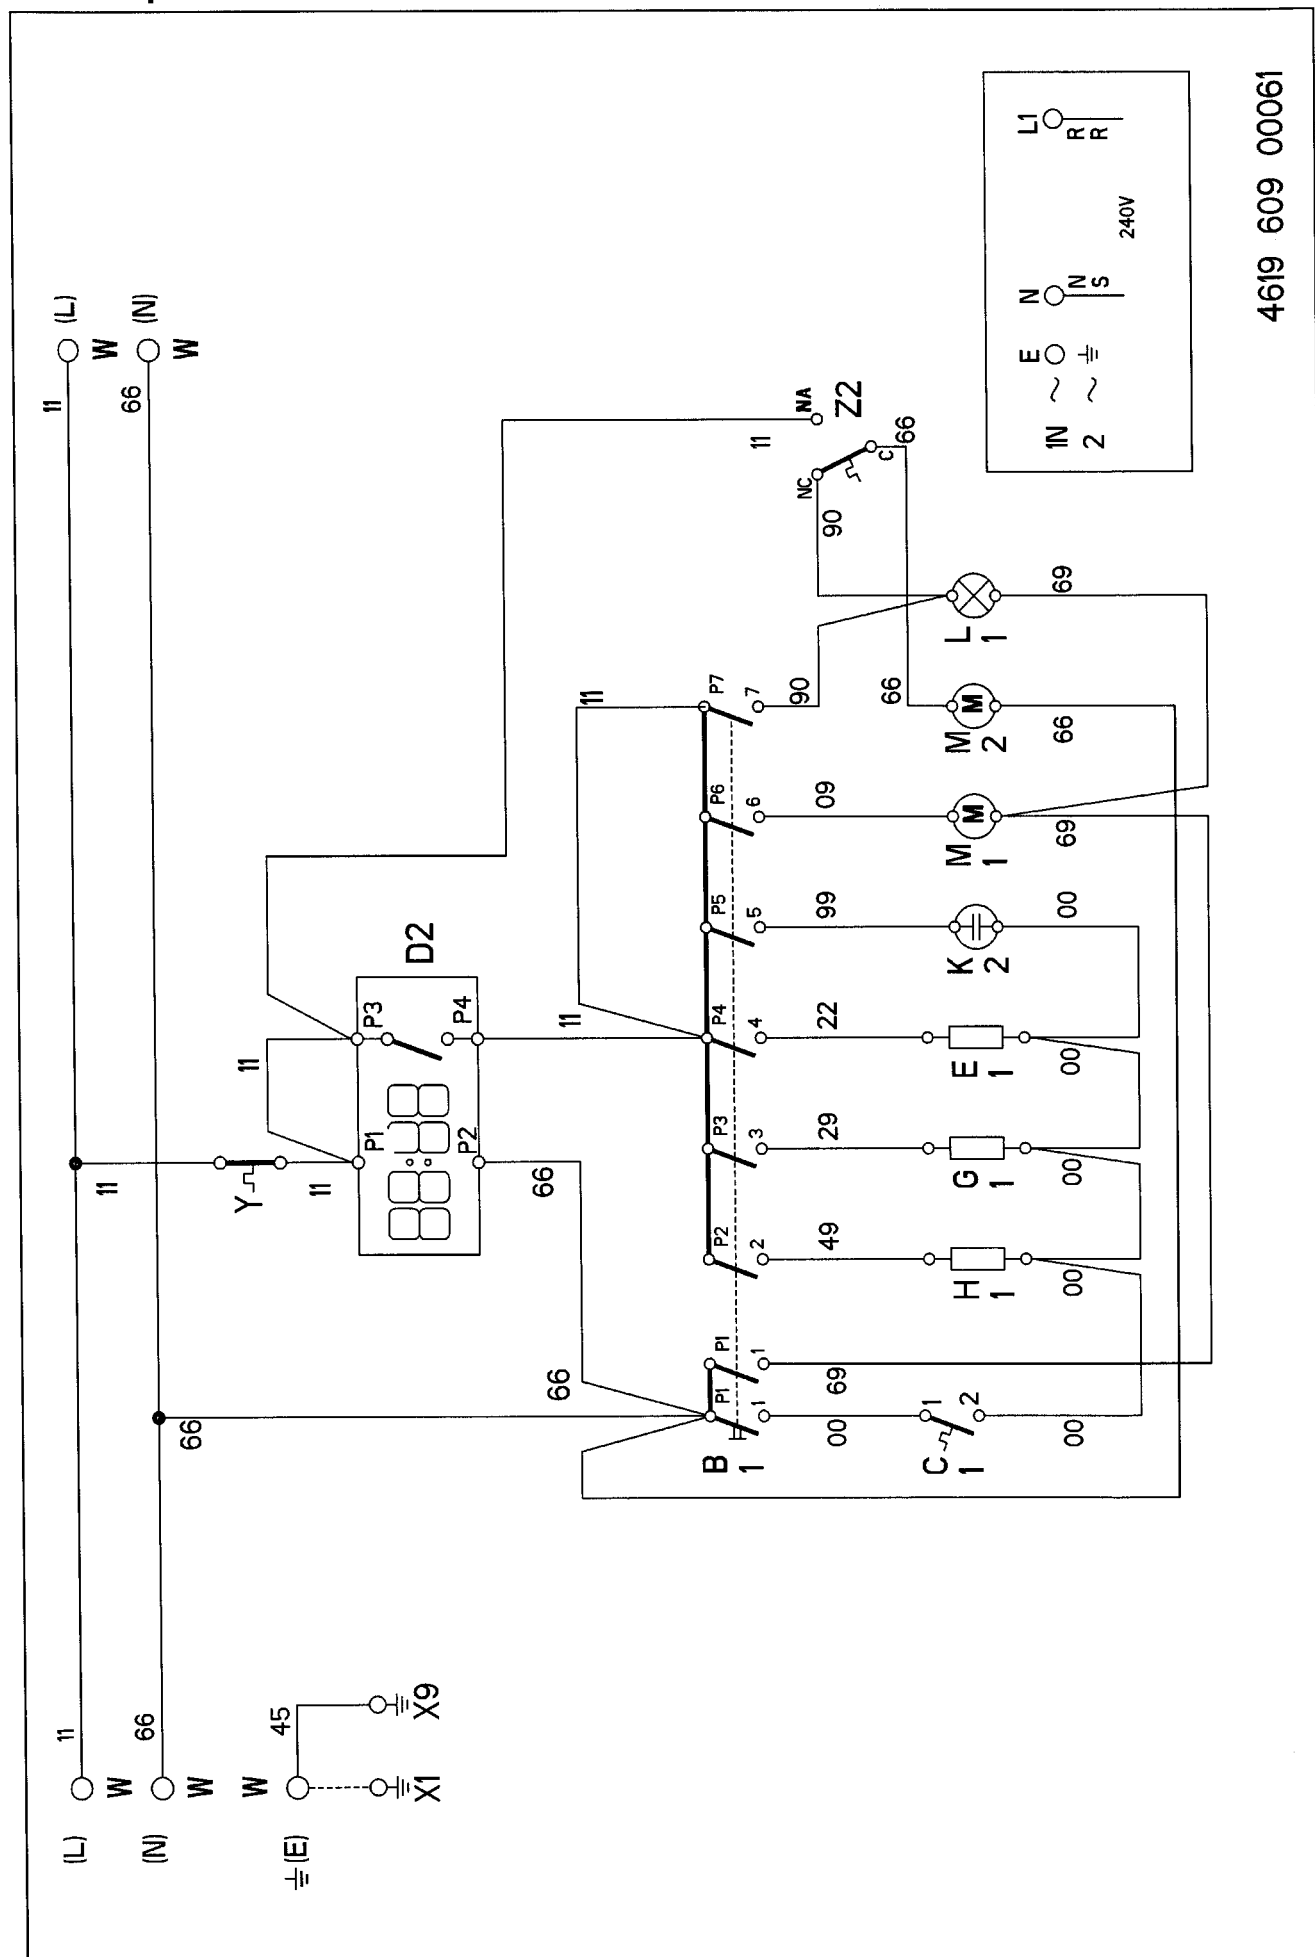 (L) 11 11 (L)
W W
(N) 66 66 (N)
W W
66
11
Y
11
⏚(E) 45
W
X1 X9
11
P1 P3
D2
P2 P4
66
11
66
11
11
B
1
P1 P1 P2 P3 P4 P5 P6 P7
1 1 2 3 4 5 6 7
00 69 49 29 22 99 09 90
66
11
NA
Z2
NC
C
90
66
C
1
1
2
H
1
G
1
E
1
K
2
M
1
M
2
L
1
M
M
00 00 00 00 00 69 66 69
1N ~ E N L1
2 ~ ⏚
N
S
R
R
240V
4619 609 00061